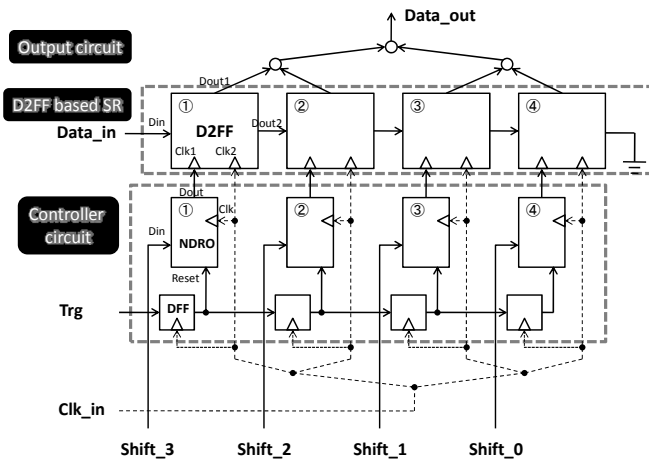 Data_out
Output circuit
Dout1
D2FF based SR
① ② ③ ④
Din D2FF Dout2
Data_in
Clk1 Clk2
Dout
Controller circuit
① Clk ② ③ ④
Din NDRO
Reset
Trg DFF
Clk_in
Shift_3 Shift_2 Shift_1 Shift_0